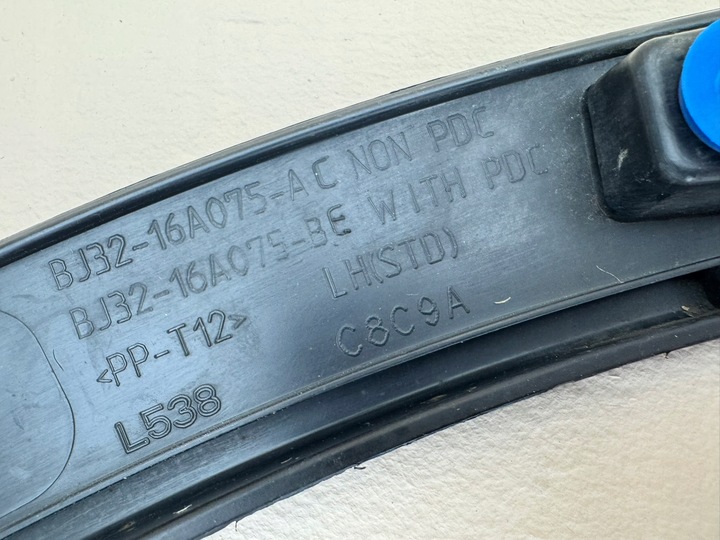 BJ32-16A075-AC NON PDC
BJ32-16A075-BE WITH PDC
<PP-T12> LH(STD)
L538 C8C9A